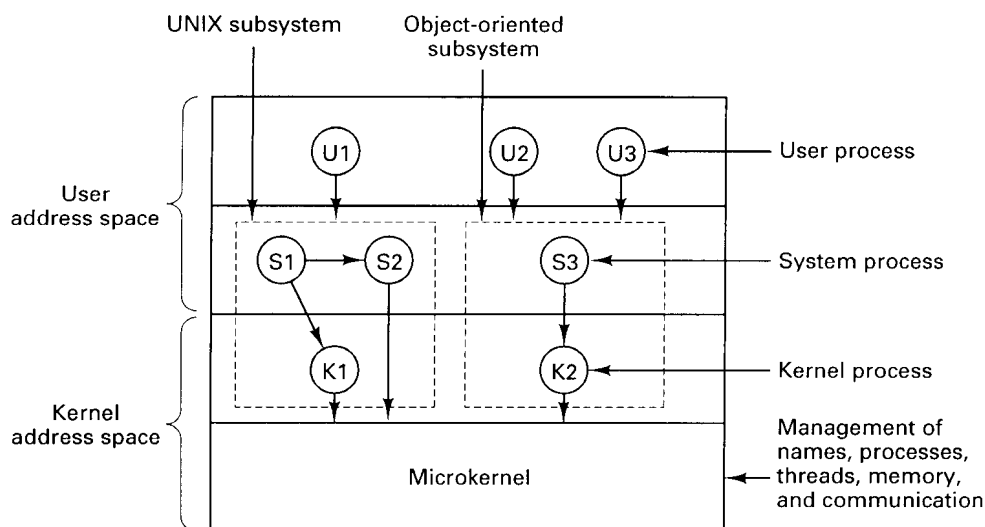 UNIX subsystem
Object-oriented
subsystem
U1
U2
U3
User process
User
address space
S1
S2
S3
System process
K1
K2
Kernel process
Kernel
address space
Microkernel
Management of
names, processes,
threads, memory,
and communication